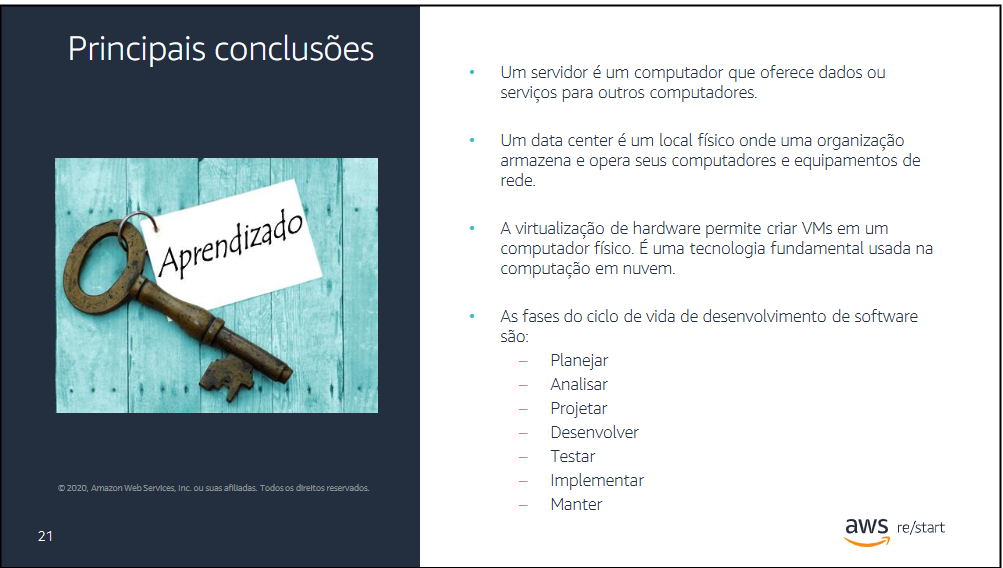 Principais conclusões
Aprendizado
© 2020, Amazon Web Services, Inc. ou suas afiliadas. Todos os direitos reservados.
21
• Um servidor é um computador que oferece dados ou
serviços para outros computadores.
• Um data center é um local físico onde uma organização
armazena e opera seus computadores e equipamentos de
rede.
• A virtualização de hardware permite criar VMs em um
computador físico. É uma tecnologia fundamental usada na
computação em nuvem.
• As fases do ciclo de vida de desenvolvimento de software
são:
– Planejar
– Analisar
– Projetar
– Desenvolver
– Testar
– Implementar
– Manter
aws re/start